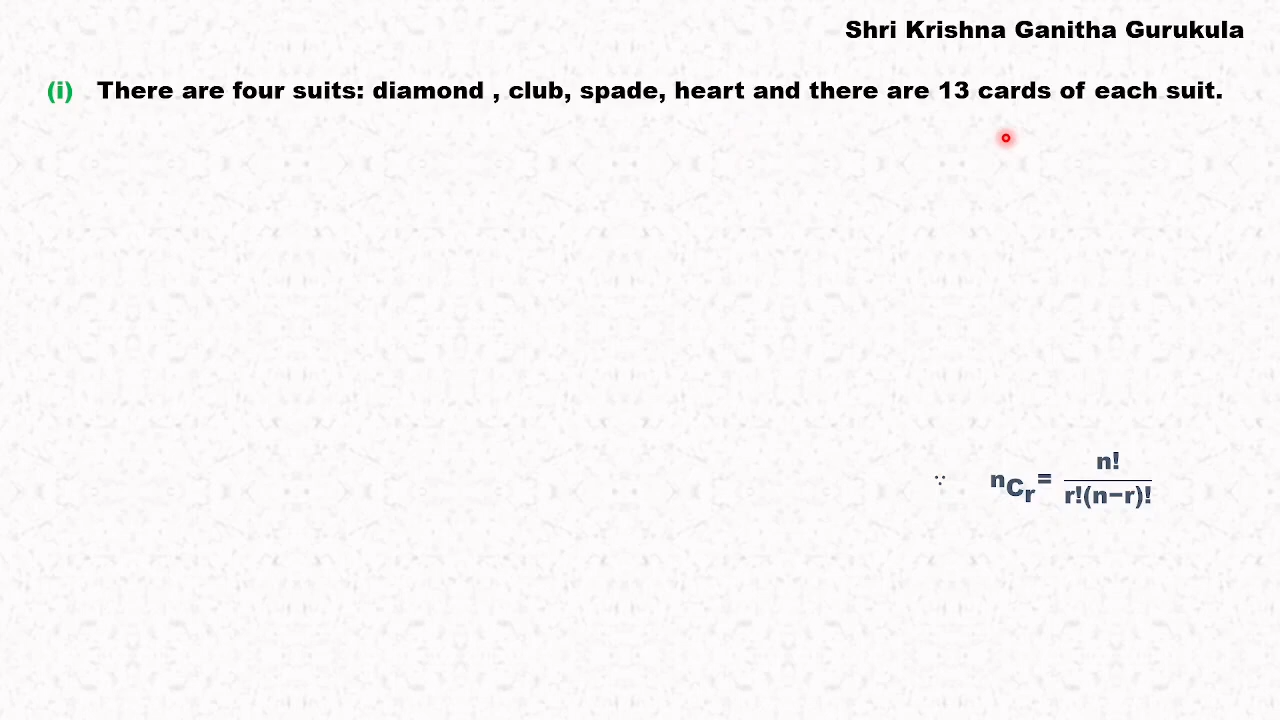 Shri Krishna Ganitha Gurukula
(i) There are four suits: diamond , club, spade, heart and there are 13 cards of each suit.
∵ nCr = n!/r!(n−r)!